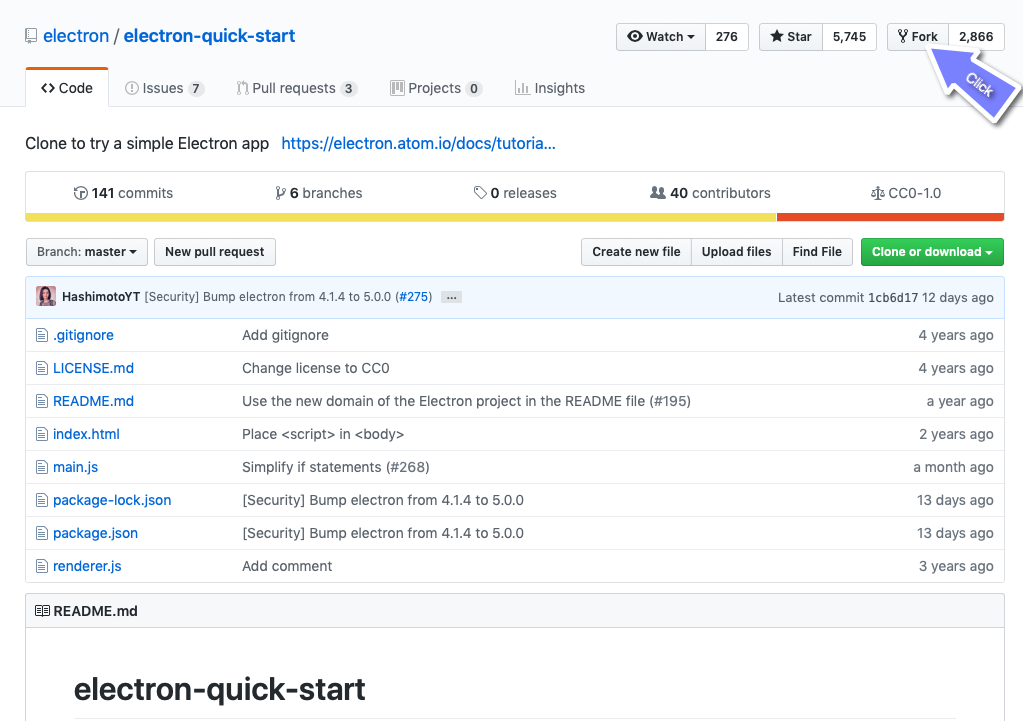 electron / electron-quick-start
Watch 276 Star 5,745 Fork 2,866
Click
Code Issues 7 Pull requests 3 Projects 0 Insights
Clone to try a simple Electron app https://electron.atom.io/docs/tutoria...
141 commits 6 branches 0 releases 40 contributors CC0-1.0
Branch: master New pull request Create new file Upload files Find File Clone or download
HashimotoYT [Security] Bump electron from 4.1.4 to 5.0.0 (#275) ... Latest commit 1cb6d17 12 days ago
.gitignore Add gitignore 4 years ago
LICENSE.md Change license to CC0 4 years ago
README.md Use the new domain of the Electron project in the README file (#195) a year ago
index.html Place <script> in <body> 2 years ago
main.js Simplify if statements (#268) a month ago
package-lock.json [Security] Bump electron from 4.1.4 to 5.0.0 13 days ago
package.json [Security] Bump electron from 4.1.4 to 5.0.0 13 days ago
renderer.js Add comment 3 years ago
README.md
electron-quick-start